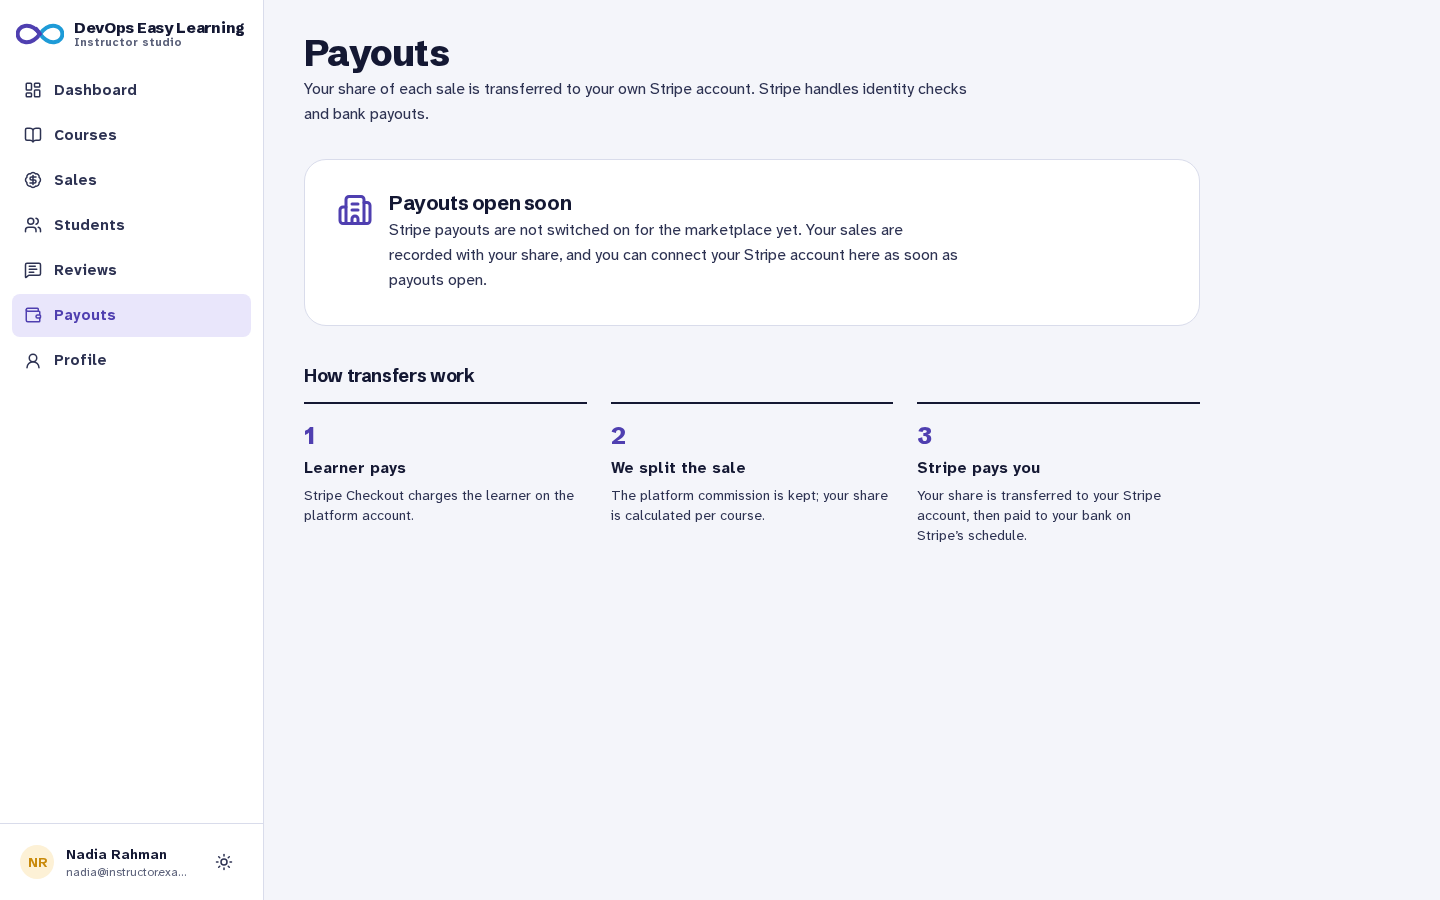 DevOps Easy Learning
Instructor studio
Dashboard
Courses
Sales
Students
Reviews
Payouts
Profile
Nadia Rahman
nadia@instructor.exa...
NR
Payouts
Your share of each sale is transferred to your own Stripe account. Stripe handles identity checks
and bank payouts.
Payouts open soon
Stripe payouts are not switched on for the marketplace yet. Your sales are
recorded with your share, and you can connect your Stripe account here as soon as
payouts open.
How transfers work
1
Learner pays
Stripe Checkout charges the learner on the
platform account.
2
We split the sale
The platform commission is kept; your share
is calculated per course.
3
Stripe pays you
Your share is transferred to your Stripe
account, then paid to your bank on
Stripe’s schedule.